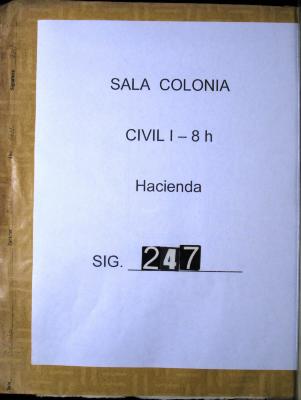 SALA COLONIA
CIVIL I – 8 h
Hacienda
SIG. 247